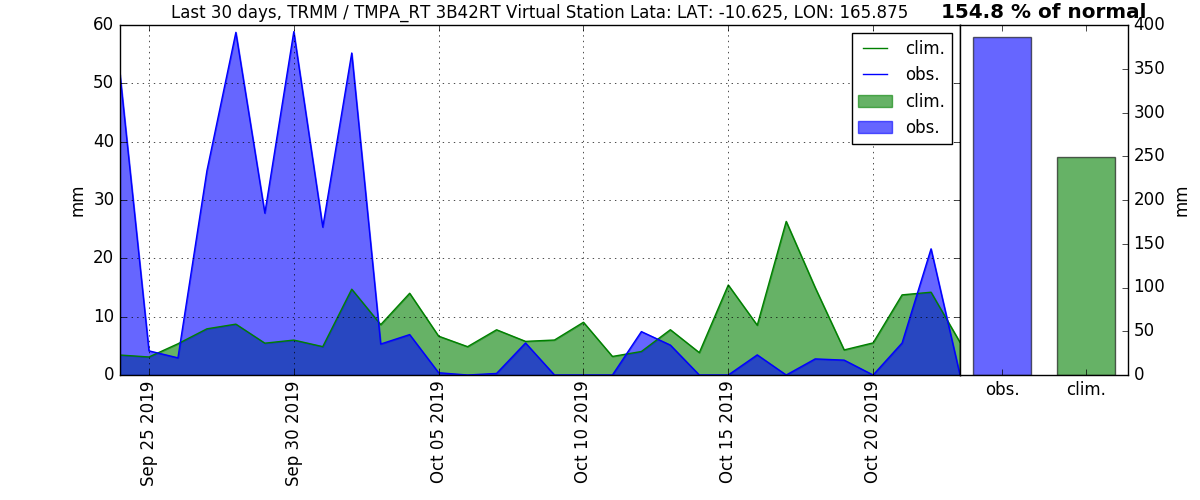 Last 30 days, TRMM / TMPA_RT 3B42RT Virtual Station Lata: LAT: -10.625, LON: 165.875
154.8 % of normal
60
50
40
30
20
10
0
mm
clim.
obs.
clim.
obs.
Sep 25 2019
Sep 30 2019
Oct 05 2019
Oct 10 2019
Oct 15 2019
Oct 20 2019
400
350
300
250
200
150
100
50
0
mm
obs.
clim.